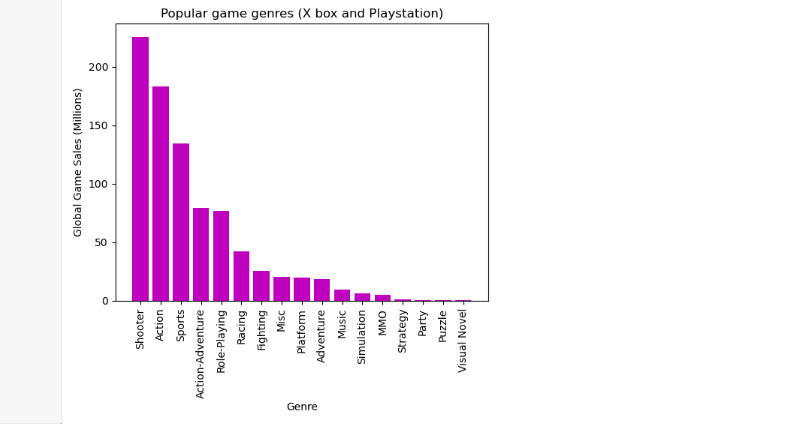 Popular game genres (X box and Playstation)
Global Game Sales (Millions)
200
150
100
50
0
Shooter
Action
Sports
Action-Adventure
Role-Playing
Racing
Fighting
Misc
Platform
Adventure
Music
Simulation
MMO
Strategy
Party
Puzzle
Visual Novel
Genre